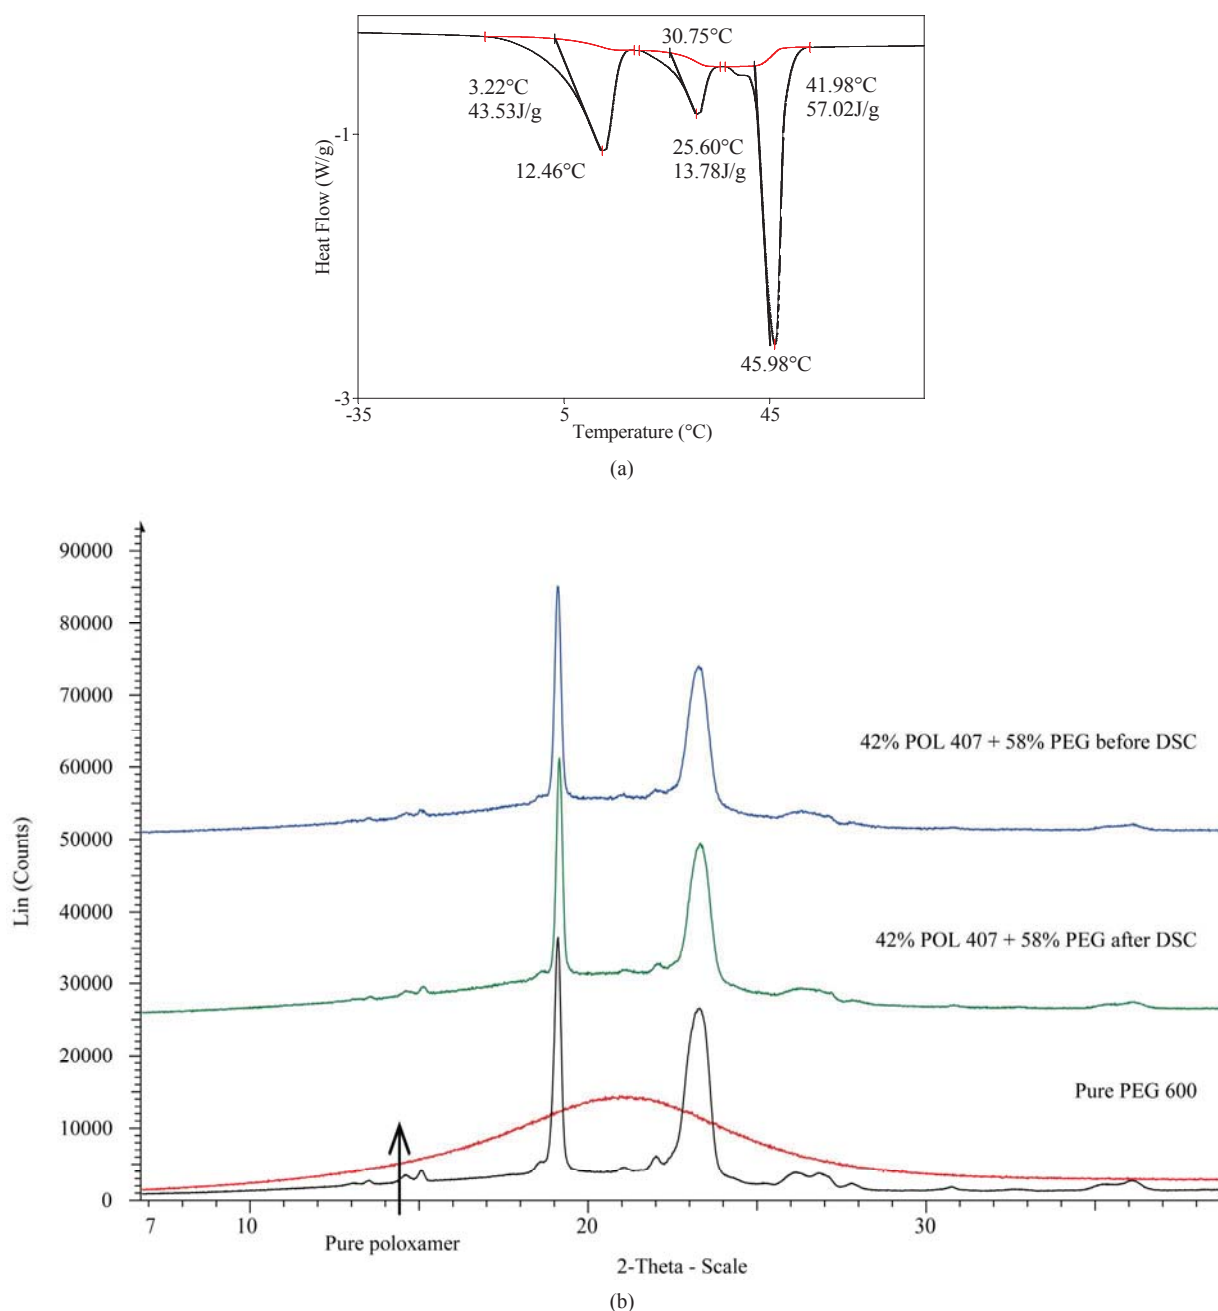 30.75°C
3.22°C
43.53J/g
41.98°C
57.02J/g
-1
25.60°C
13.78J/g
12.46°C
Heat Flow (W/g)
45.98°C
-3
-35
5
45
Temperature (°C)
(a)
90000
80000
42% POL 407 + 58% PEG before DSC
70000
60000
50000
Lin (Counts)
42% POL 407 + 58% PEG after DSC
40000
30000
20000
Pure PEG 600
10000
0
7
10
20
30
Pure poloxamer
2-Theta - Scale
(b)